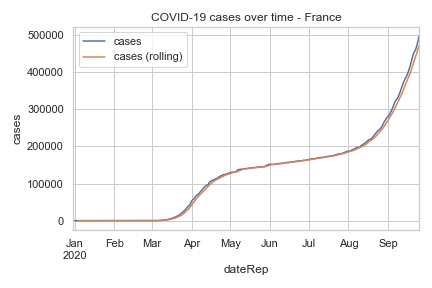 COVID-19 cases over time - France
cases
cases (rolling)
500000
400000
300000
200000
100000
0
cases
Jan Feb Mar Apr May Jun Jul Aug Sep
2020
dateRep